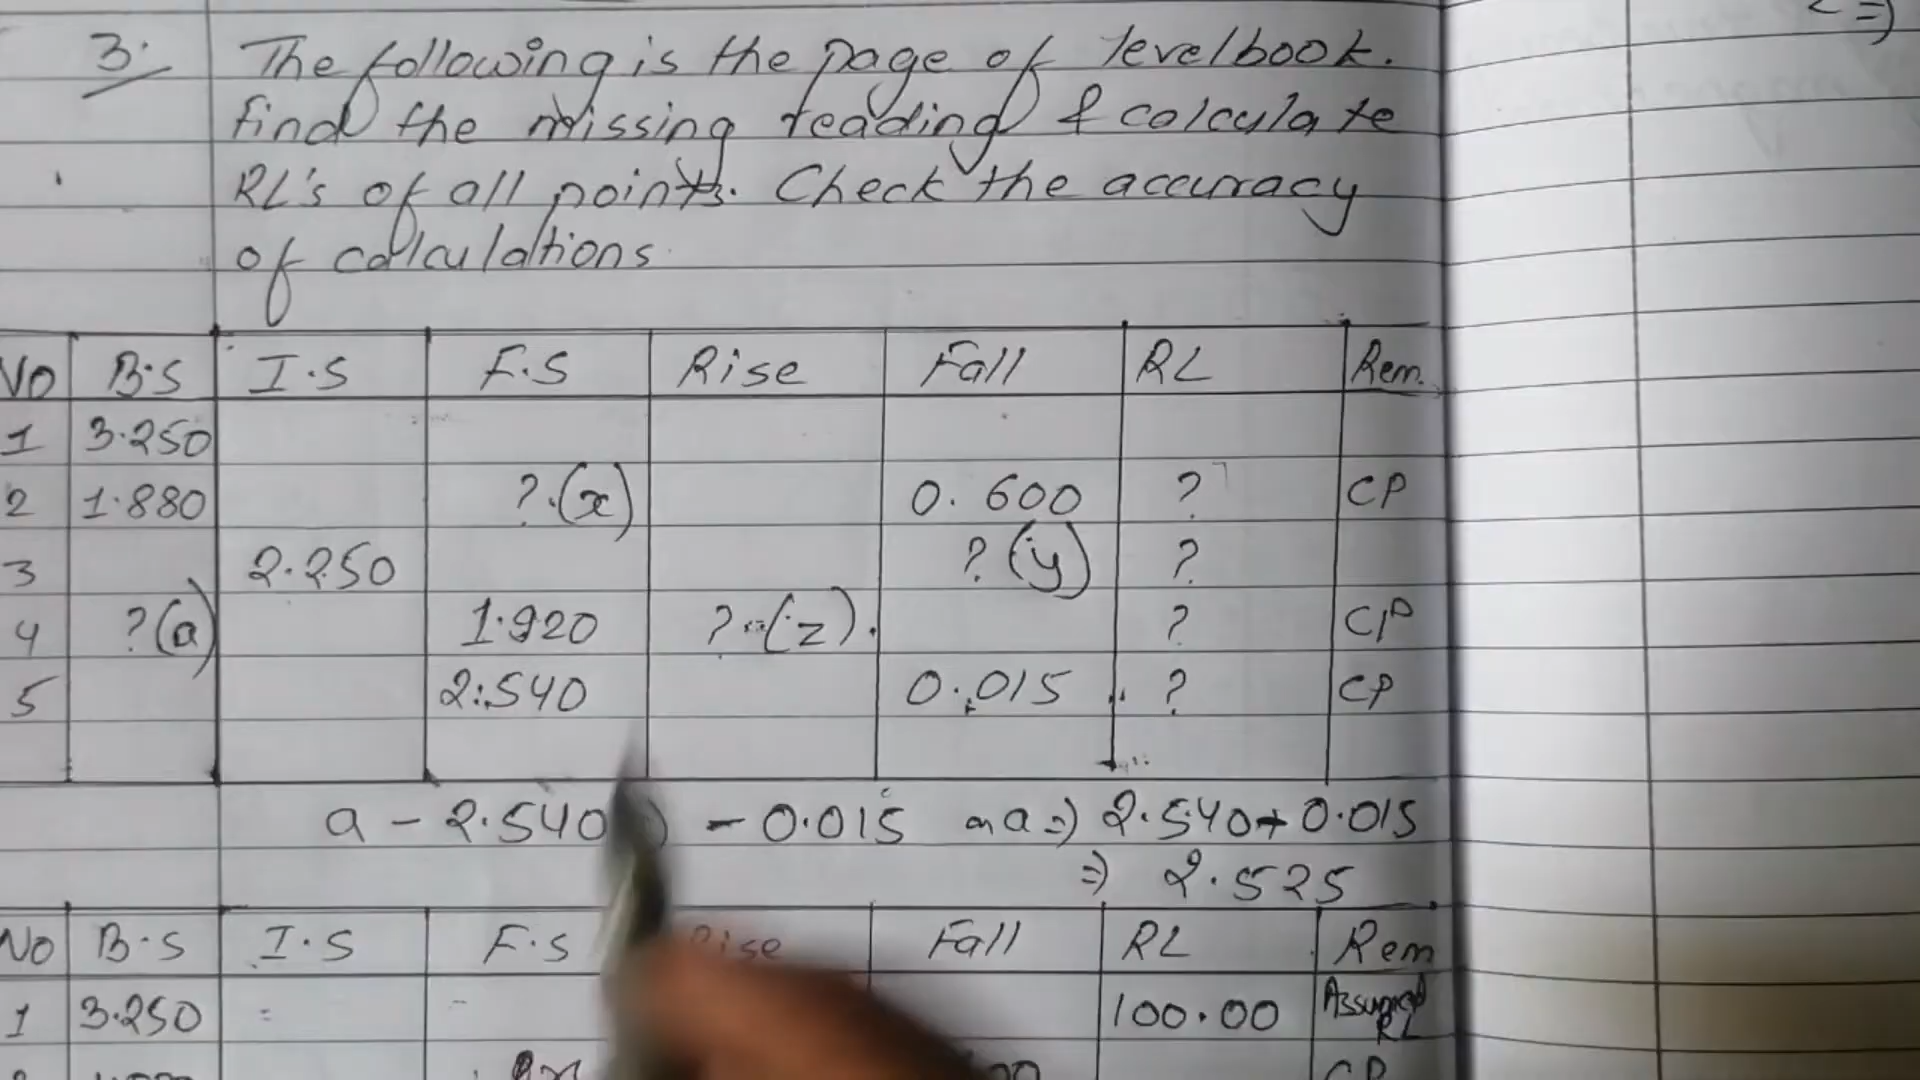 3. The following is the page of levelbook.
find the missing reading & calculate
RL's of all points. Check the accuracy
of calculations.
No B.S I.S F.S Rise Fall RL Rem.
1 3.250
2 1.880 ? (x) 0.600 ? CP
3 2.250 ? (y) ?
4 ? (a) 1.920 ? (z). ? CP
5 2.540 0.015 ? CP
a - 2.540 - 0.015 a => 2.540 + 0.015
=> 2.525
No B.S I.S F.S Rise Fall RL Rem
1 3.250 100.00 Assumed RL
CP